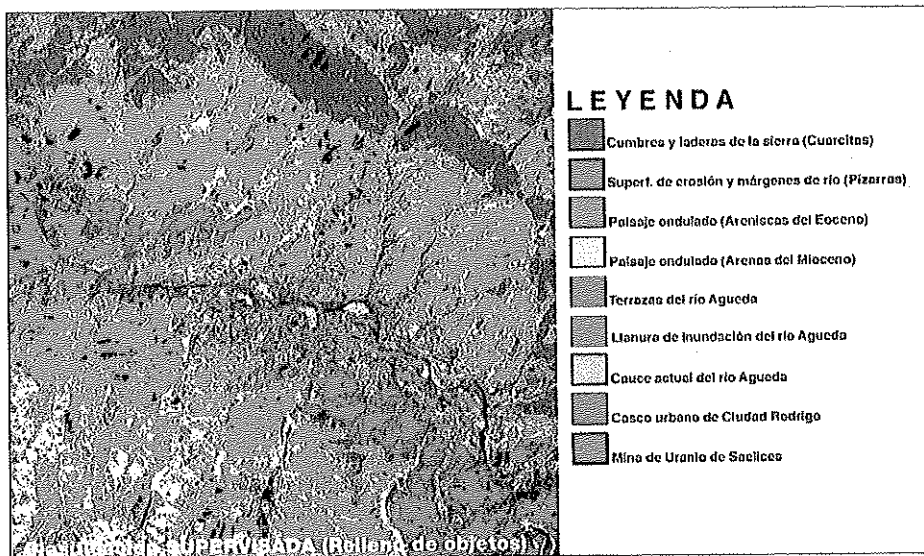 LEYENDA
Cumbres y laderas de la sierra (Cuarcitas)
Superf. de erosión y márgenes de río (Pizarras)
Paisaje ondulado (Areniscas del Eoceno)
Paisaje ondulado (Arenas del Mioceno)
Terrazas del río Agueda
Llanura de inundación del río Agueda
Cauce actual del río Agueda
Casco urbano de Ciudad Rodrigo
Mina de Uranio de Saelices
Clasificación SUPERVISADA (Relleno de objetos)